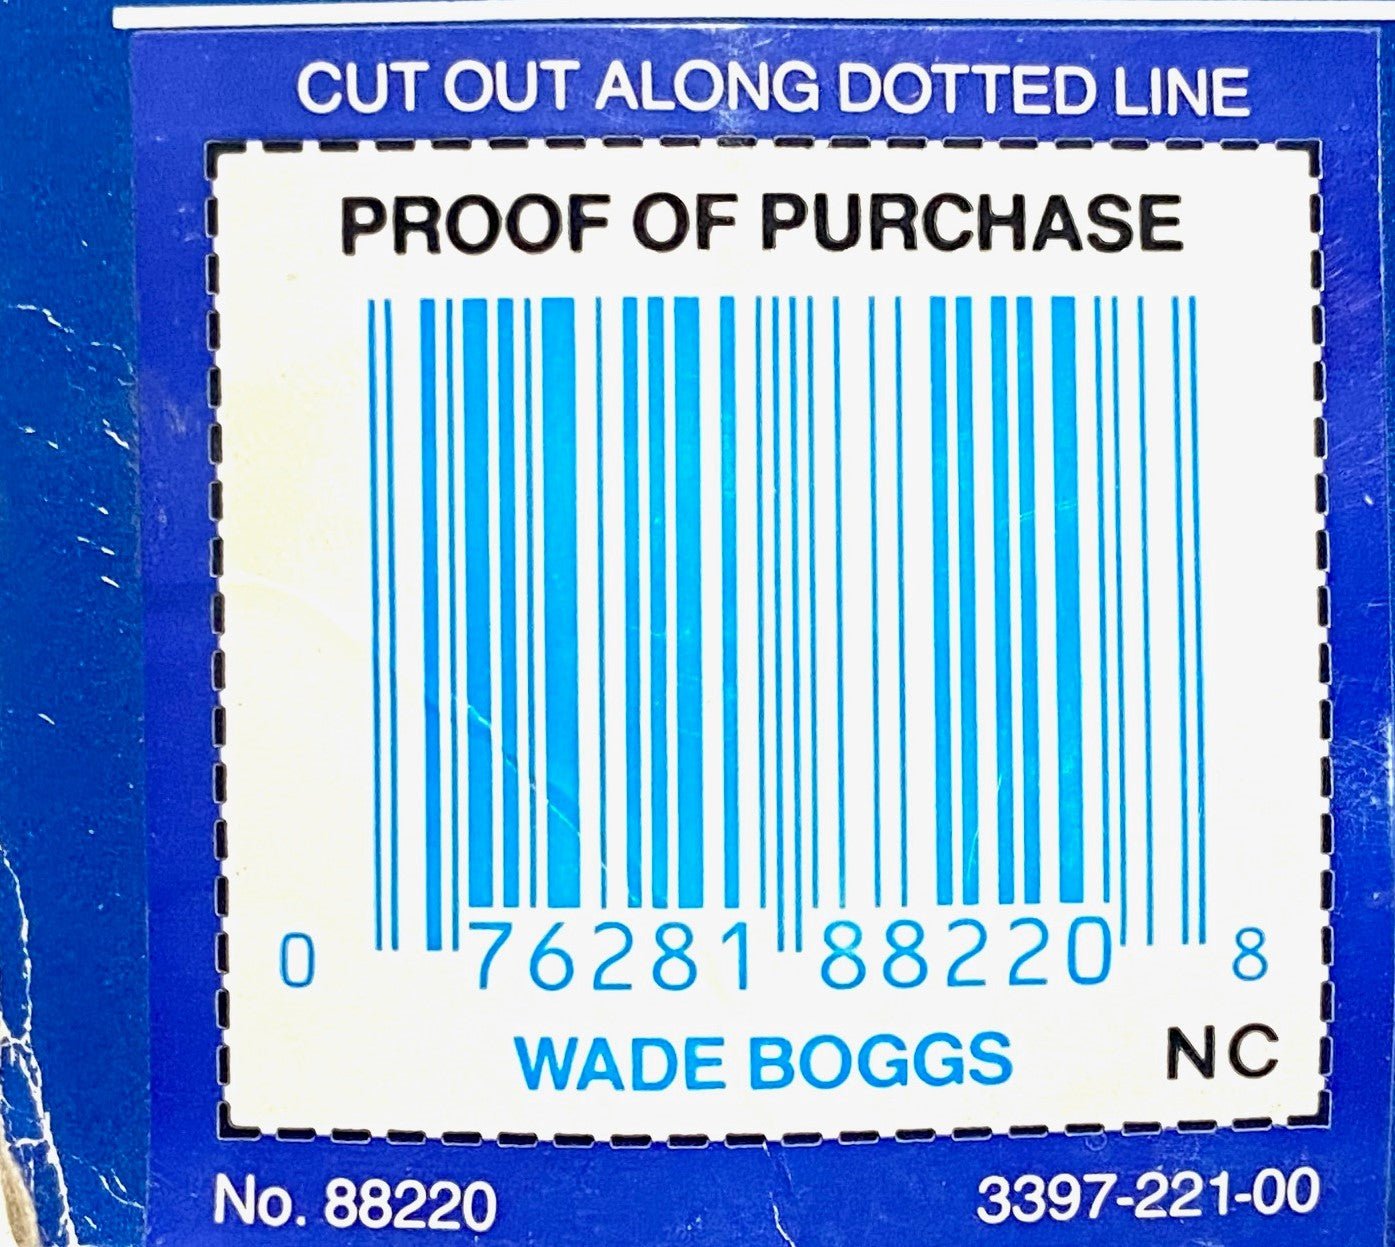 CUT OUT ALONG DOTTED LINE
PROOF OF PURCHASE
0 76281 88220 8
WADE BOGGS NC
No. 88220 3397-221-00